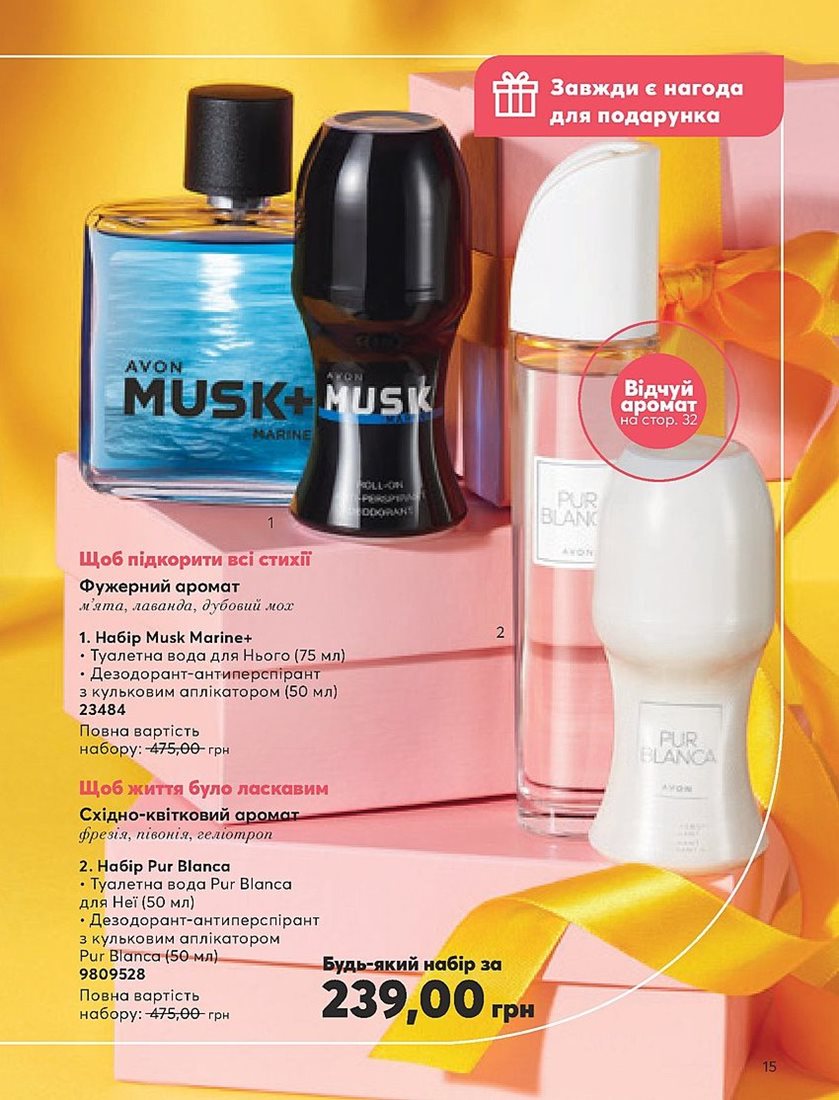 Завжди є нагода
для подарунка
AVON
MUSK+
MARINE
AVON
MUSK
ROLL-ON
DEODORANT
Відчуй
аромат
на стор. 32
PUR
BLANCA
AVON
1
Щоб підкорити всі стихії
Фужерний аромат
м'ята, лаванда, дубовий мох
2
1. Набір Musk Marine+
• Туалетна вода для Нього (75 мл)
• Дезодорант-антиперспірант
з кульковим аплікатором (50 мл)
23484
Повна вартість
набору: 475,00 грн
PUR
BLANCA
AVON
Щоб життя було ласкавим
Східно-квітковий аромат
фрезія, півонія, геліотроп
2. Набір Pur Blanca
• Туалетна вода Pur Blanca
для Неї (50 мл)
• Дезодорант-антиперспірант
з кульковим аплікатором
Pur Blanca (50 мл)
9809528
Повна вартість
набору: 475,00 грн
Будь-який набір за
239,00 грн
15